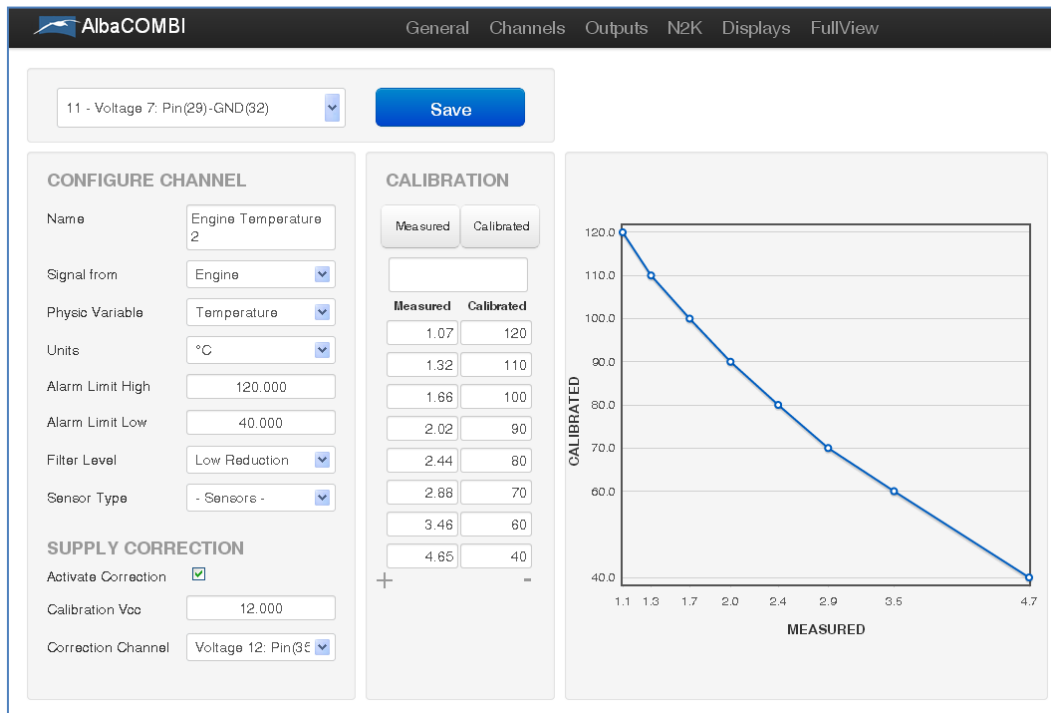 AlbaCOMBI
General Channels Outputs N2K Displays FullView
11 - Voltage 7: Pin(29)-GND(32)
Save
CONFIGURE CHANNEL
Name
Engine Temperature
2
Signal from
Engine
Physic Variable
Temperature
Units
°C
Alarm Limit High
120.000
Alarm Limit Low
40.000
Filter Level
Low Reduction
Sensor Type
- Sensors -
SUPPLY CORRECTION
Activate Correction
Calibration Vcc
12.000
Correction Channel
Voltage 12: Pin(35
CALIBRATION
Measured Calibrated
Measured Calibrated
1.07 120
1.32 110
1.66 100
2.02 90
2.44 80
2.88 70
3.46 60
4.65 40
+ -
CALIBRATED
120.0
110.0
100.0
90.0
80.0
70.0
60.0
40.0
1.1 1.3 1.7 2.0 2.4 2.9 3.5 4.7
MEASURED